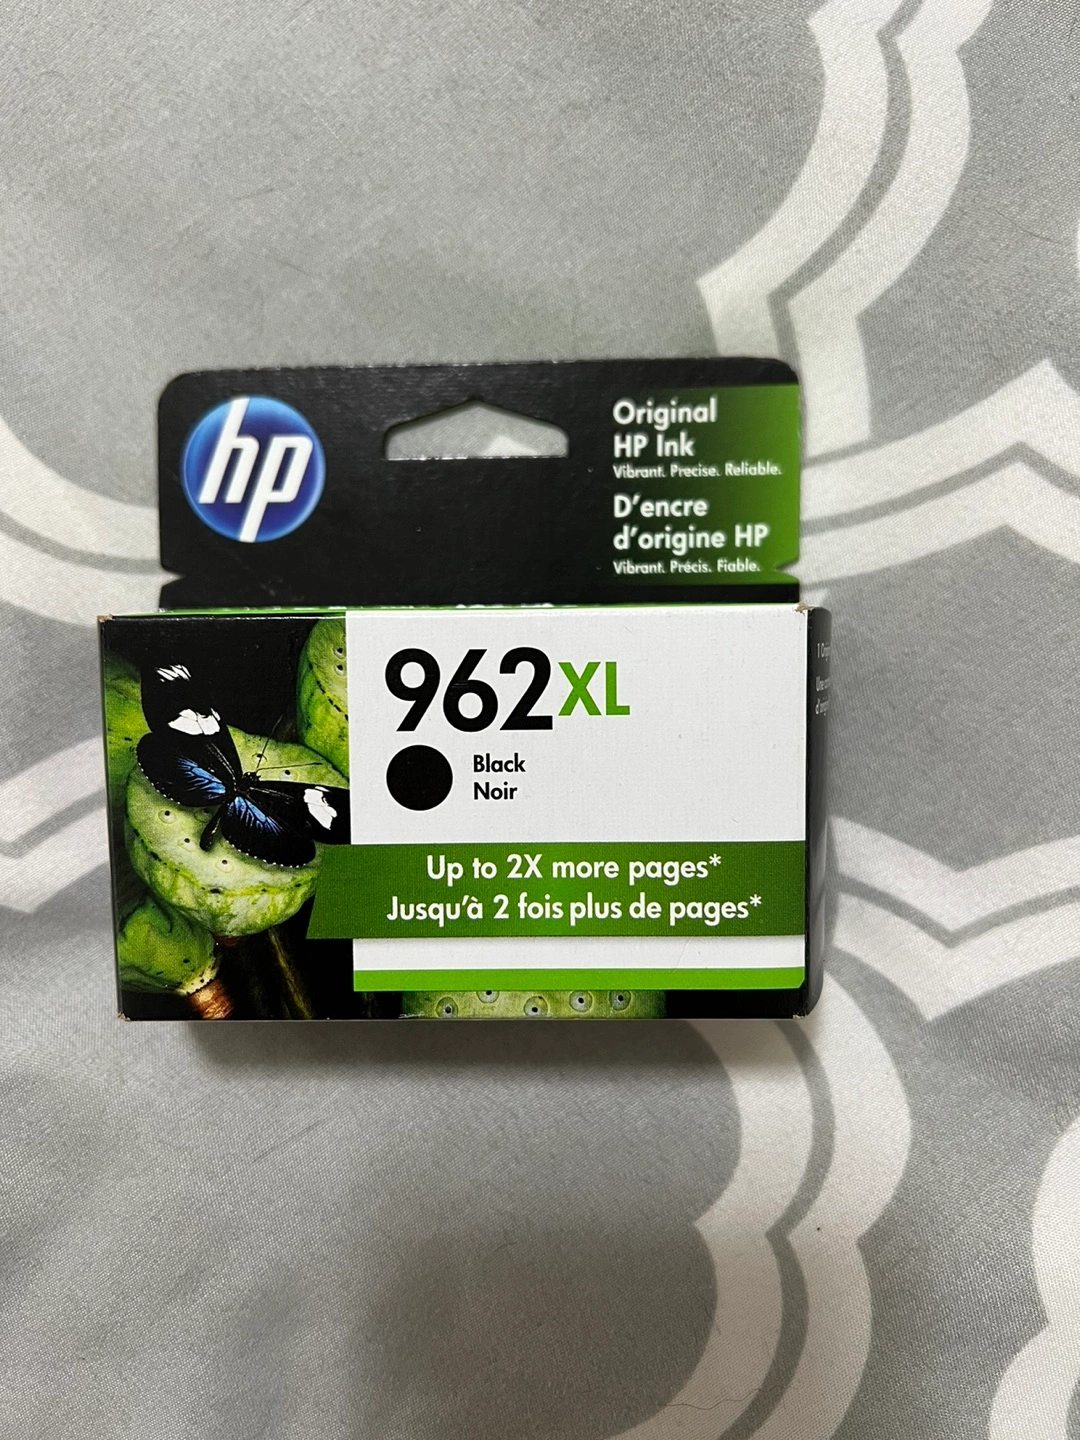 hp
Original
HP Ink
Vibrant. Precise. Reliable.
D'encre
d'origine HP
Vibrant. Précis. Fiable.
962XL
Black
Noir
Up to 2X more pages*
Jusqu'à 2 fois plus de pages*